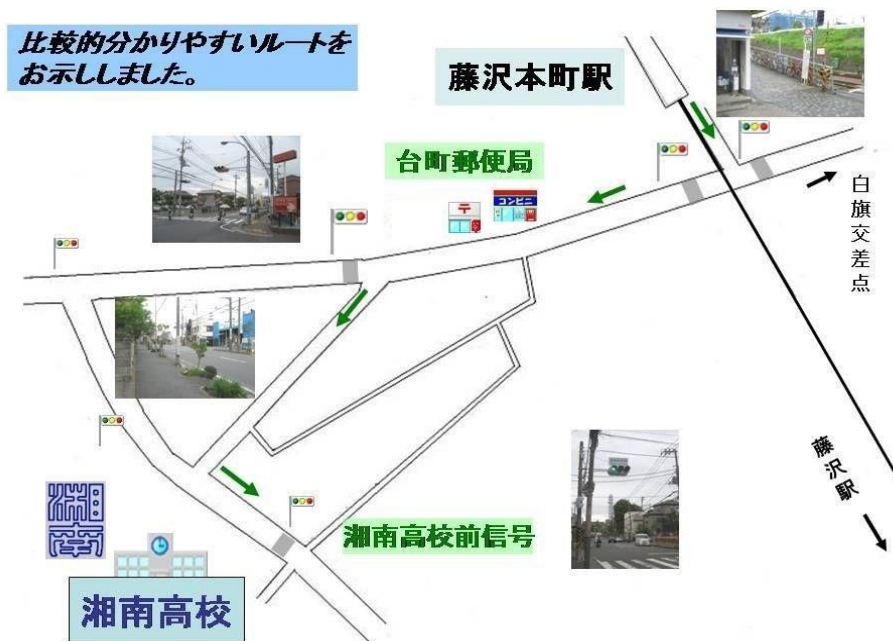 比較的分かりやすいルートを
お示ししました。
藤沢本町駅
台町郵便局
〒
コンビニ
白旗交差点
藤沢駅
湘南高校前信号
湘南
湘南高校